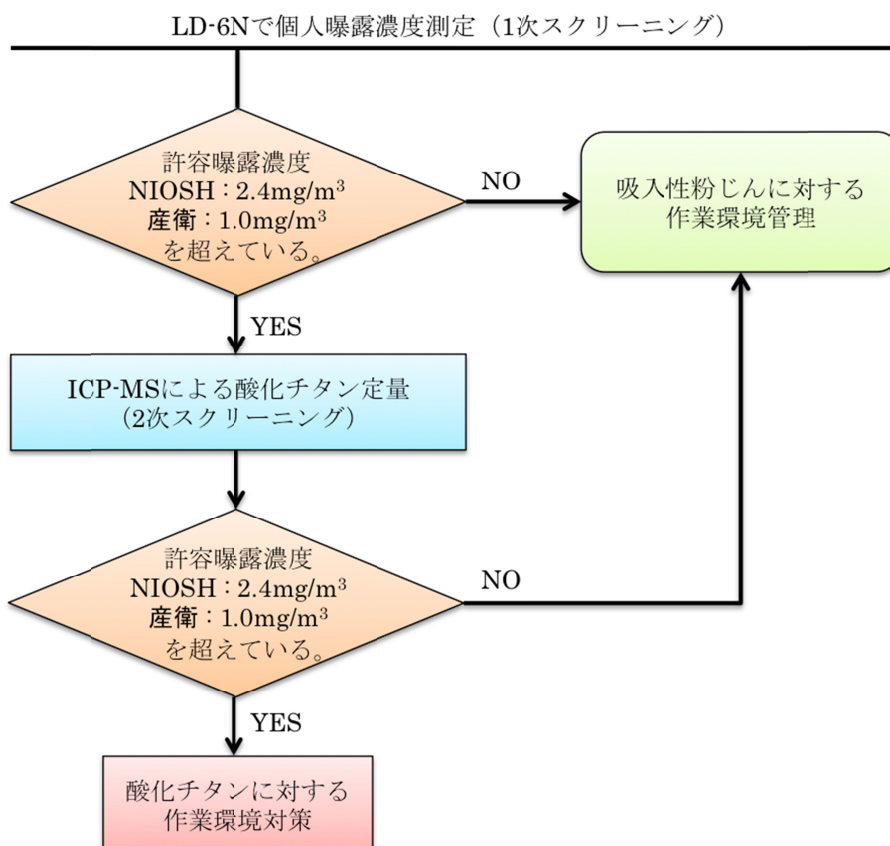 LD-6Nで個人曝露濃度測定（1次スクリーニング）
許容曝露濃度
NIOSH：2.4mg/m³
産衛：1.0mg/m³
を超えている。
NO
吸入性粉じんに対する
作業環境管理
YES
ICP-MSによる酸化チタン定量
（2次スクリーニング）
許容曝露濃度
NIOSH：2.4mg/m³
産衛：1.0mg/m³
を超えている。
NO
YES
酸化チタンに対する
作業環境対策